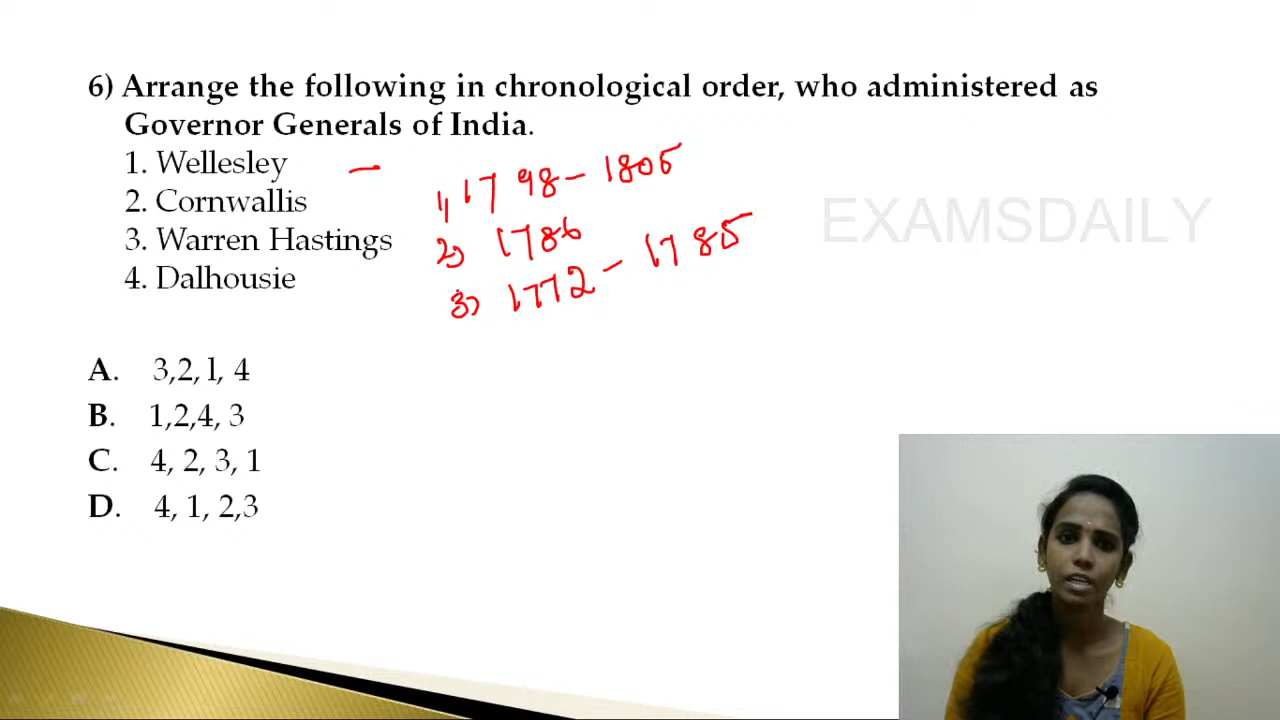 6) Arrange the following in chronological order, who administered as
Governor Generals of India.
1. Wellesley –
2. Cornwallis
3. Warren Hastings
4. Dalhousie
1) 1798 – 1805
2) 1786
3) 1772 – 1785
EXAMSDAILY
A. 3,2, 1, 4
B. 1,2,4, 3
C. 4, 2, 3, 1
D. 4, 1, 2,3